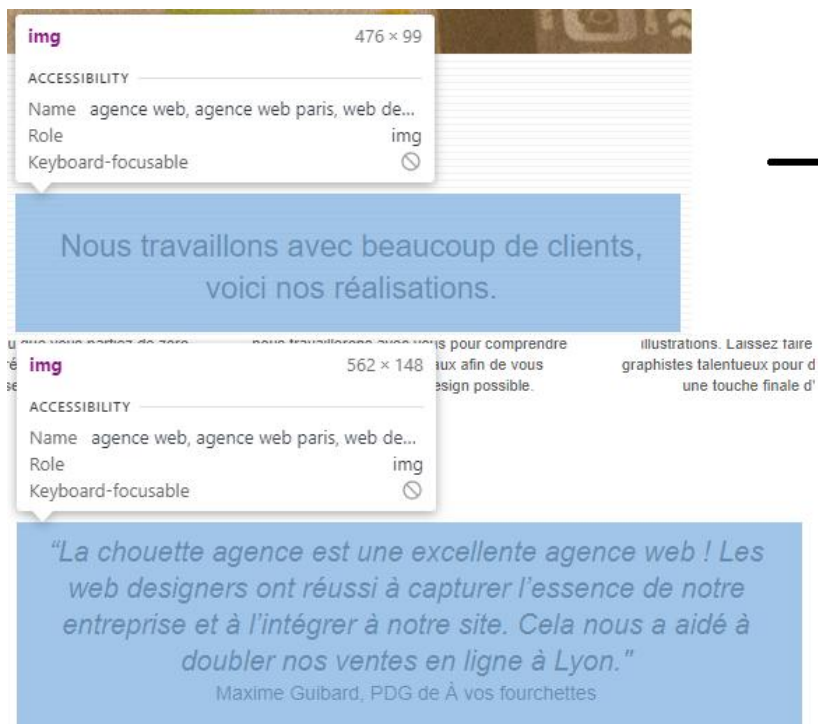 img 476 × 99
ACCESSIBILITY
Name agence web, agence web paris, web de...
Role img
Keyboard-focusable
Nous travaillons avec beaucoup de clients,
voici nos réalisations.
nous travaillerons avec vous pour comprendre
aux afin de vous
esign possible.
illustrations. Laissez faire
graphistes talentueux pour d
une touche finale d'
img 562 × 148
ACCESSIBILITY
Name agence web, agence web paris, web de...
Role img
Keyboard-focusable
“La chouette agence est une excellente agence web ! Les
web designers ont réussi à capturer l’essence de notre
entreprise et à l’intégrer à notre site. Cela nous a aidé à
doubler nos ventes en ligne à Lyon.”
Maxime Guibard, PDG de À vos fourchettes